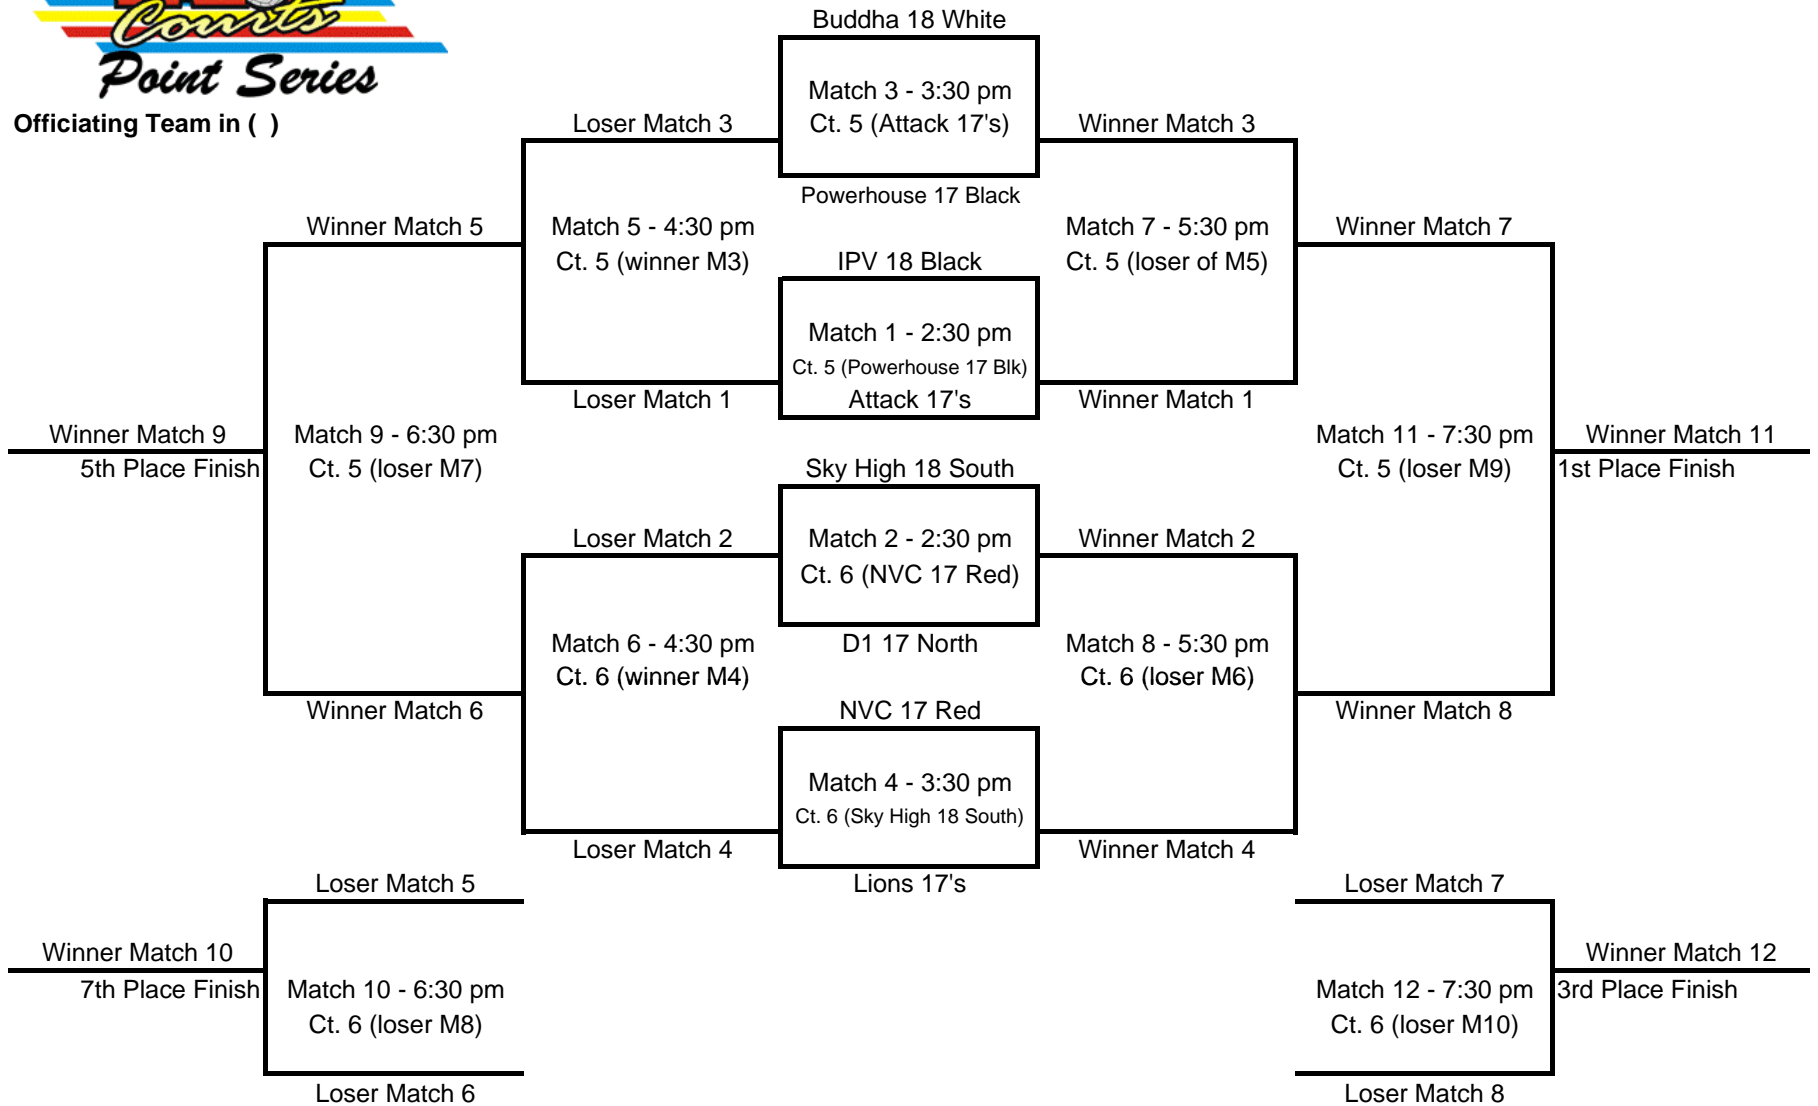 Courts
Point Series
Officiating Team in ( )
Buddha 18 White
Match 3 - 3:30 pm
Ct. 5 (Attack 17's)
Powerhouse 17 Black
Loser Match 3
Winner Match 3
Winner Match 5
Match 5 - 4:30 pm
Ct. 5 (winner M3)
Match 7 - 5:30 pm
Ct. 5 (loser of M5)
Winner Match 7
IPV 18 Black
Match 1 - 2:30 pm
Ct. 5 (Powerhouse 17 Blk)
Attack 17's
Loser Match 1
Winner Match 1
Winner Match 9
5th Place Finish
Match 9 - 6:30 pm
Ct. 5 (loser M7)
Match 11 - 7:30 pm
Ct. 5 (loser M9)
Winner Match 11
1st Place Finish
Sky High 18 South
Match 2 - 2:30 pm
Ct. 6 (NVC 17 Red)
D1 17 North
Loser Match 2
Winner Match 2
Match 6 - 4:30 pm
Ct. 6 (winner M4)
Match 8 - 5:30 pm
Ct. 6 (loser M6)
Winner Match 6
Winner Match 8
NVC 17 Red
Match 4 - 3:30 pm
Ct. 6 (Sky High 18 South)
Lions 17's
Loser Match 4
Winner Match 4
Loser Match 5
Loser Match 7
Winner Match 10
7th Place Finish
Match 10 - 6:30 pm
Ct. 6 (loser M8)
Match 12 - 7:30 pm
Ct. 6 (loser M10)
Winner Match 12
3rd Place Finish
Loser Match 6
Loser Match 8